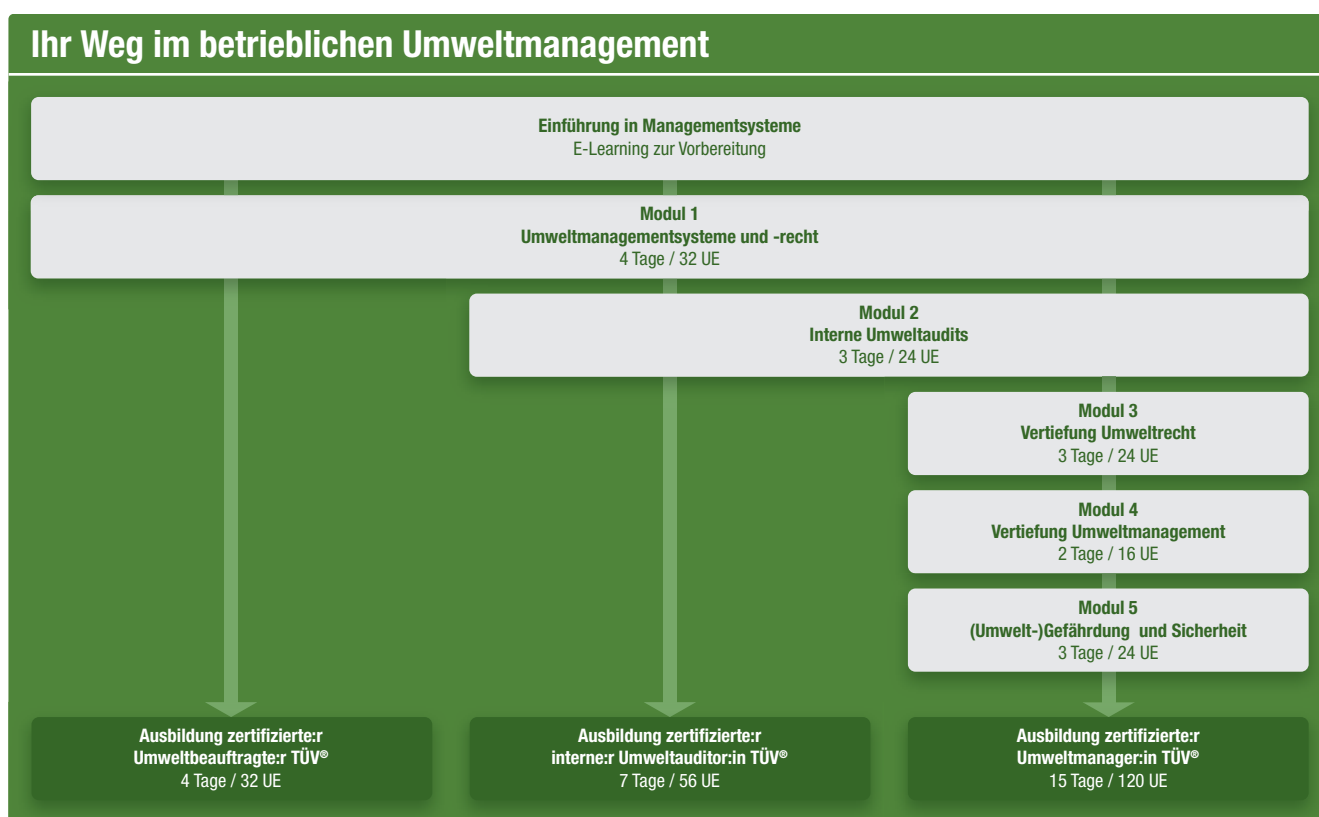 Ihr Weg im betrieblichen Umweltmanagement
Einführung in Managementsysteme
E-Learning zur Vorbereitung
Modul 1
Umweltmanagementsysteme und -recht
4 Tage / 32 UE
Modul 2
Interne Umweltaudits
3 Tage / 24 UE
Modul 3
Vertiefung Umweltrecht
3 Tage / 24 UE
Modul 4
Vertiefung Umweltmanagement
2 Tage / 16 UE
Modul 5
(Umwelt-)Gefährdung und Sicherheit
3 Tage / 24 UE
Ausbildung zertifizierte:r
Umweltbeauftragte:r TÜV®
4 Tage / 32 UE
Ausbildung zertifizierte:r
interne:r Umweltauditor:in TÜV®
7 Tage / 56 UE
Ausbildung zertifizierte:r
Umweltmanager:in TÜV®
15 Tage / 120 UE